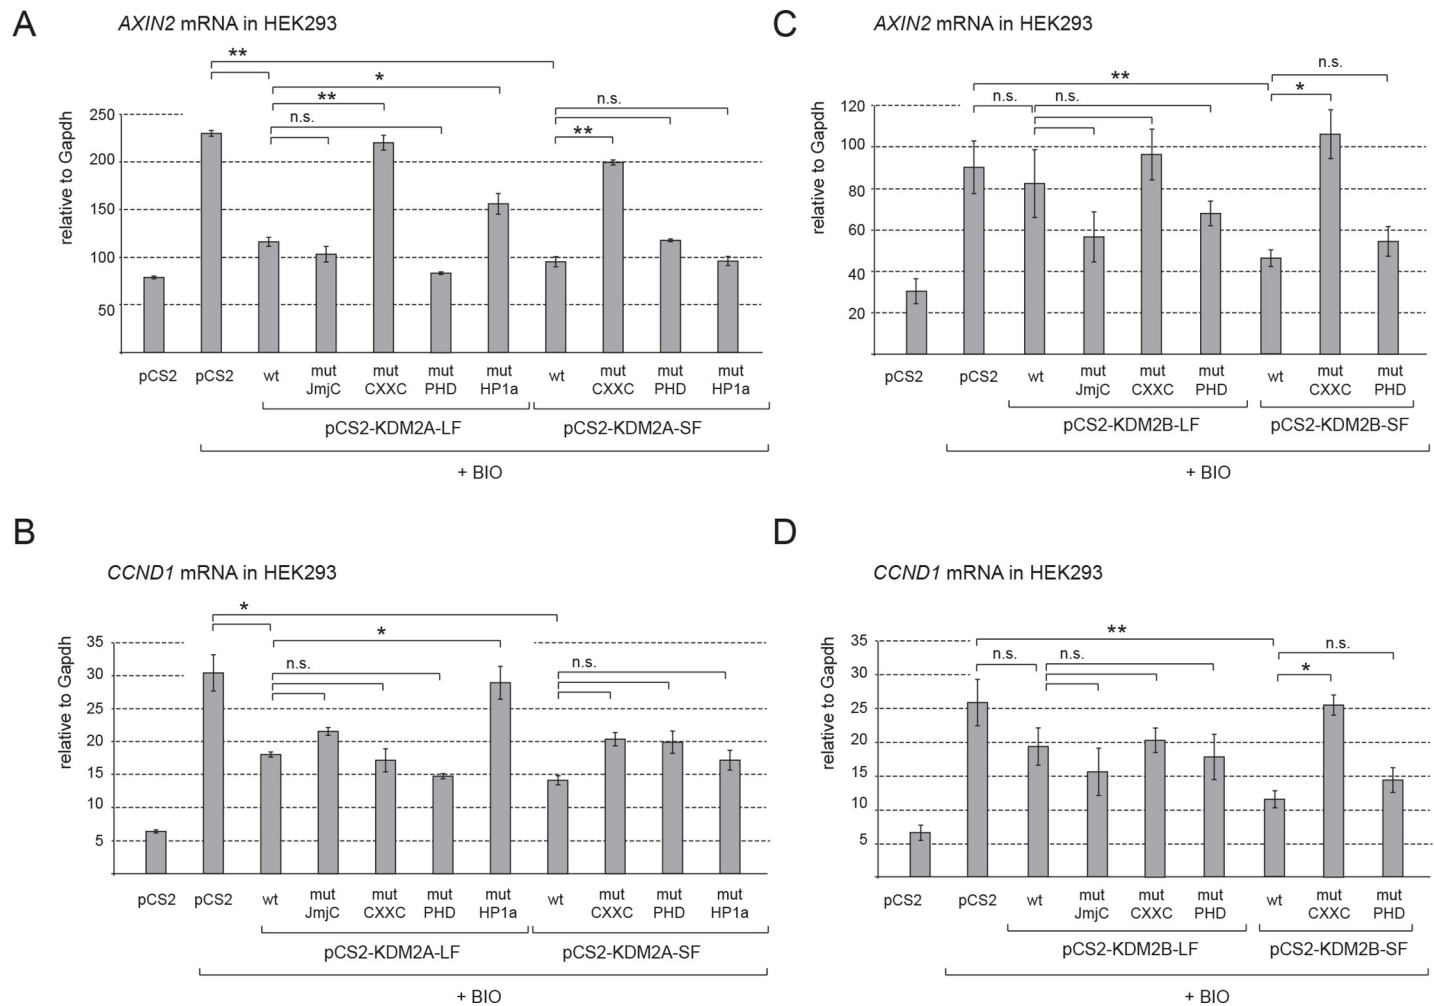 A
AXIN2 mRNA in HEK293
**
*
**
n.s.
n.s.
**
relative to Gapdh
250
200
150
100
50
pCS2
pCS2
wt
mut JmjC
mut CXXC
mut PHD
mut HP1a
wt
mut CXXC
mut PHD
mut HP1a
pCS2-KDM2A-LF
pCS2-KDM2A-SF
+ BIO
C
AXIN2 mRNA in HEK293
n.s.
**
*
n.s.
n.s.
relative to Gapdh
120
100
80
60
40
20
pCS2
pCS2
wt
mut JmjC
mut CXXC
mut PHD
wt
mut CXXC
mut PHD
pCS2-KDM2B-LF
pCS2-KDM2B-SF
+ BIO
B
CCND1 mRNA in HEK293
*
*
n.s.
n.s.
relative to Gapdh
35
30
25
20
15
10
5
pCS2
pCS2
wt
mut JmjC
mut CXXC
mut PHD
mut HP1a
wt
mut CXXC
mut PHD
mut HP1a
pCS2-KDM2A-LF
pCS2-KDM2A-SF
+ BIO
D
CCND1 mRNA in HEK293
**
n.s.
n.s.
n.s.
*
relative to Gapdh
35
30
25
20
15
10
5
pCS2
pCS2
wt
mut JmjC
mut CXXC
mut PHD
wt
mut CXXC
mut PHD
pCS2-KDM2B-LF
pCS2-KDM2B-SF
+ BIO